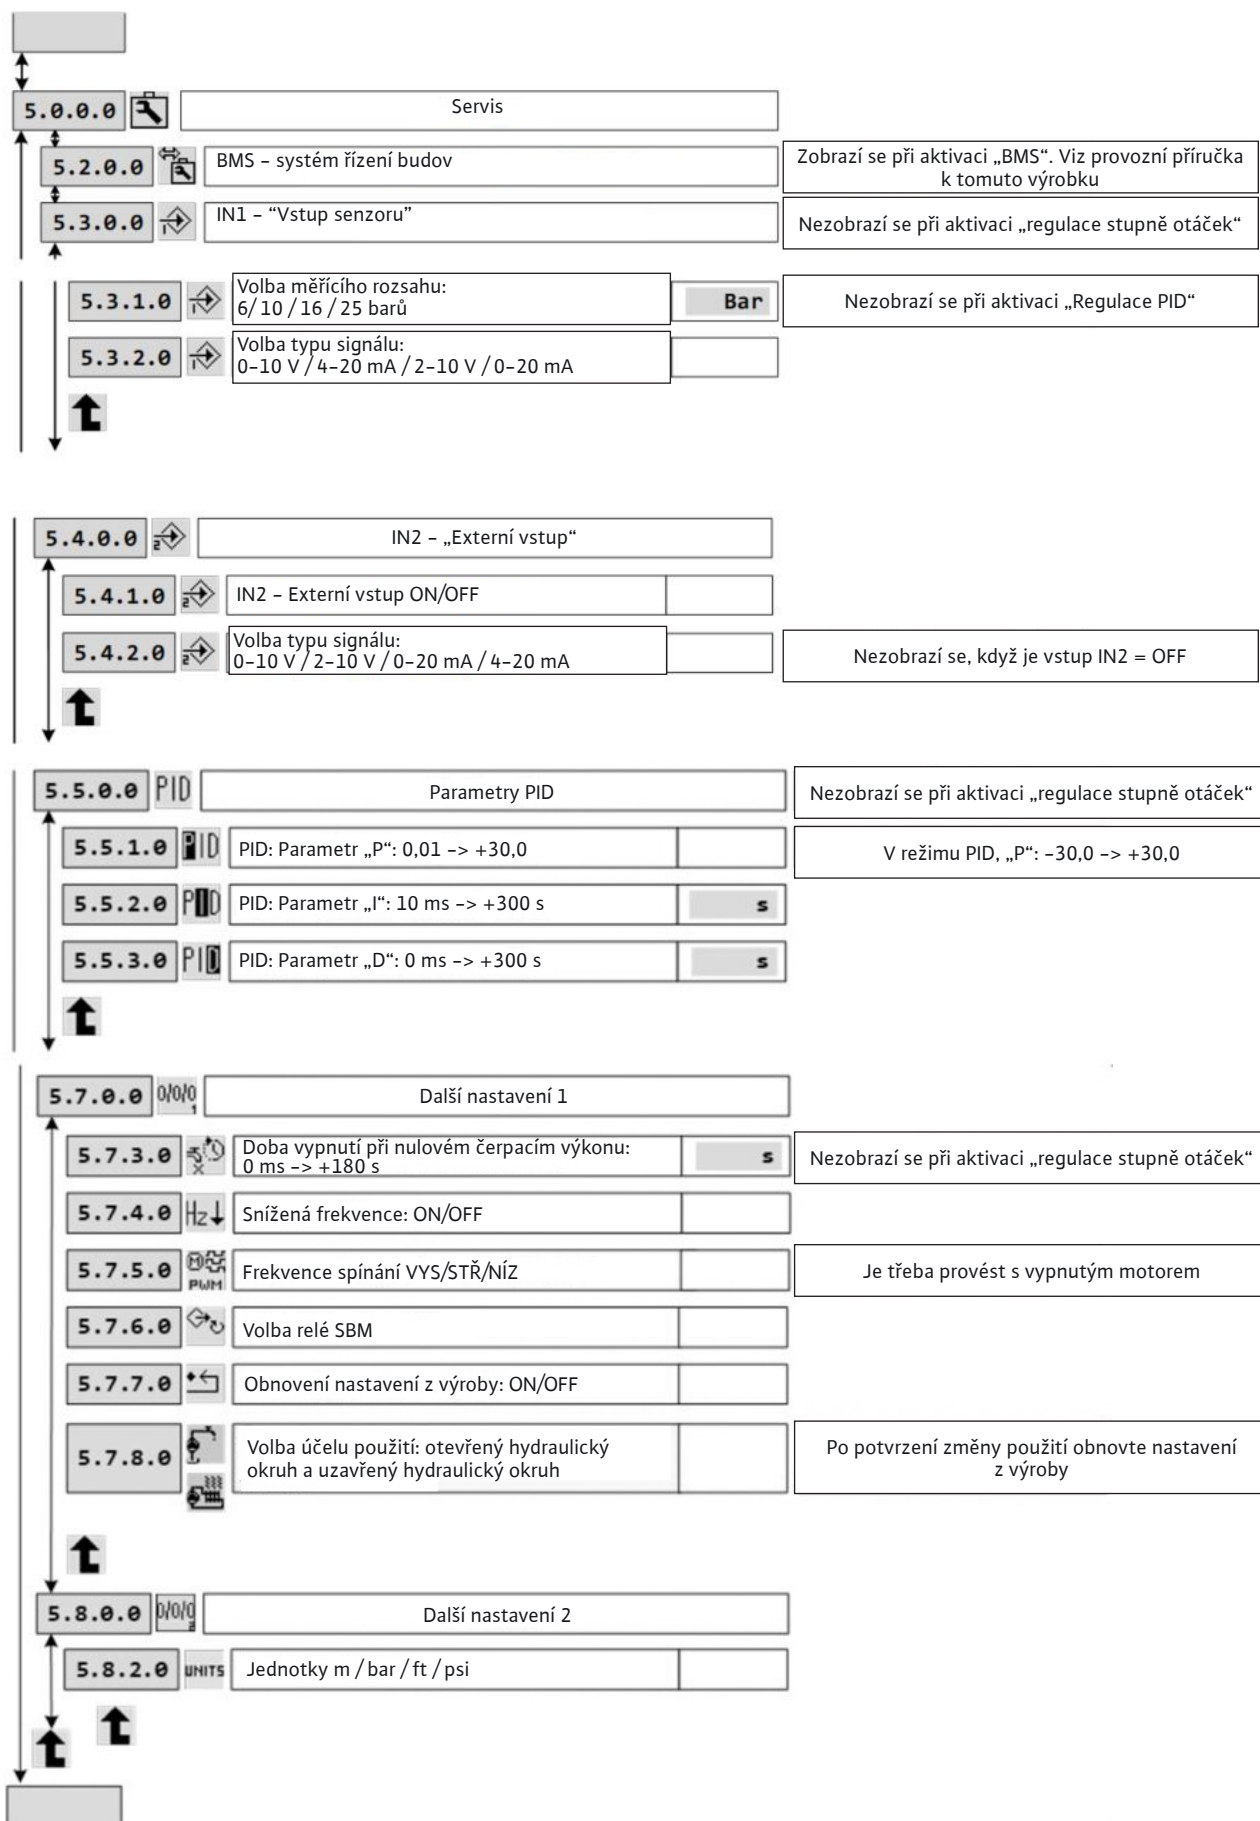 5.0.0.0 Servis
5.2.0.0 BMS – systém řízení budov
Zobrazí se při aktivaci „BMS“. Viz provozní příručka
k tomuto výrobku
5.3.0.0 IN1 – “Vstup senzoru”
Nezobrazí se při aktivaci „regulace stupně otáček“
5.3.1.0 Volba měřícího rozsahu:
6/ 10 / 16 / 25 barů
Bar
Nezobrazí se při aktivaci „Regulace PID“
5.3.2.0 Volba typu signálu:
0–10 V / 4–20 mA / 2–10 V / 0–20 mA
5.4.0.0 IN2 – „Externí vstup“
5.4.1.0 IN2 – Externí vstup ON/OFF
5.4.2.0 Volba typu signálu:
0–10 V / 2–10 V / 0–20 mA / 4–20 mA
Nezobrazí se, když je vstup IN2 = OFF
5.5.0.0 PID Parametry PID
Nezobrazí se při aktivaci „regulace stupně otáček“
5.5.1.0 PID PID: Parametr „P“: 0,01 –> +30,0
V režimu PID, „P“: –30,0 –> +30,0
5.5.2.0 PID PID: Parametr „I“: 10 ms –> +300 s
s
5.5.3.0 PID PID: Parametr „D“: 0 ms –> +300 s
s
5.7.0.0 0/0/0 1 Další nastavení 1
5.7.3.0 Doba vypnutí při nulovém čerpacím výkonu:
0 ms –> +180 s
s
Nezobrazí se při aktivaci „regulace stupně otáček“
5.7.4.0 Hz Snížená frekvence: ON/OFF
5.7.5.0 M PWM Frekvence spínání VYS/STŘ/NÍZ
Je třeba provést s vypnutým motorem
5.7.6.0 Volba relé SBM
5.7.7.0 Obnovení nastavení z výroby: ON/OFF
5.7.8.0 Volba účelu použití: otevřený hydraulický
okruh a uzavřený hydraulický okruh
Po potvrzení změny použití obnovte nastavení
z výroby
5.8.0.0 0/0/0 2 Další nastavení 2
5.8.2.0 UNITS Jednotky m / bar / ft / psi